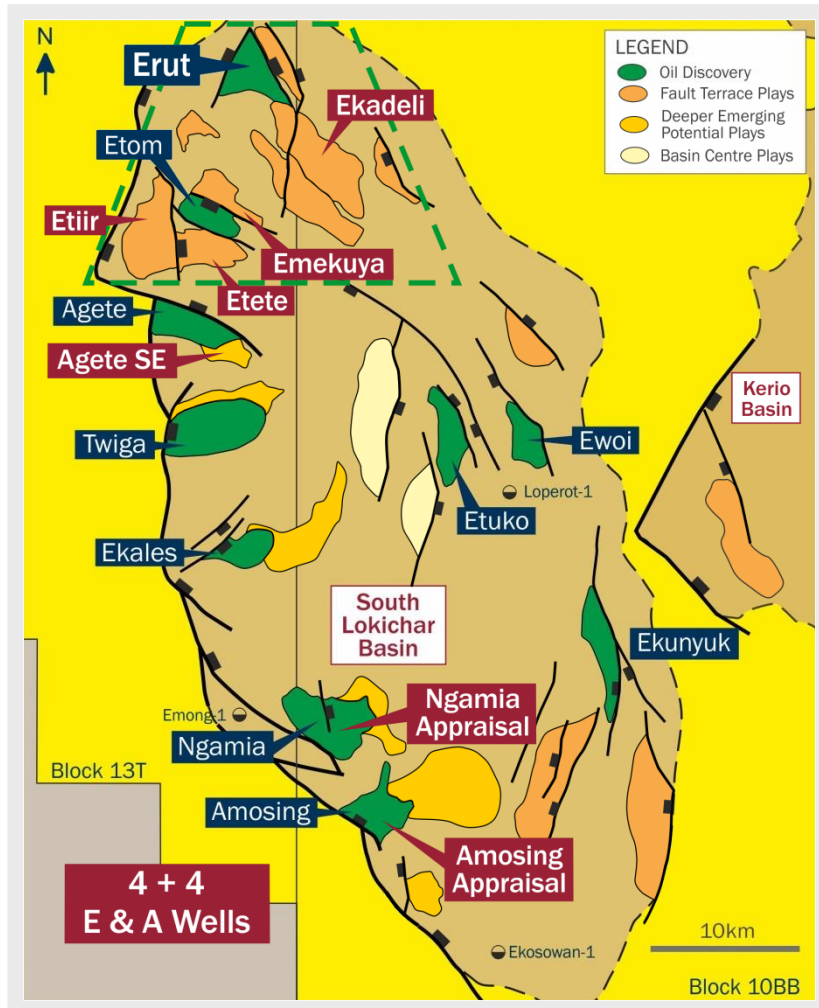 N
Erut
Ekadeli
Etom
Etiir
Emekuya
Etete
Agete
Agete SE
Twiga
Ekales
LEGEND
Oil Discovery
Fault Terrace Plays
Deeper Emerging
Potential Plays
Basin Centre Plays
Kerio
Basin
Ewoi
Loperot-1
Etuko
South
Lokichar
Basin
Ekunyuk
Emong-1
Ngamia
Appraisal
Ngamia
Block 13T
Amosing
Amosing
Appraisal
4 + 4
E & A Wells
10km
Ekosowan-1
Block 10BB